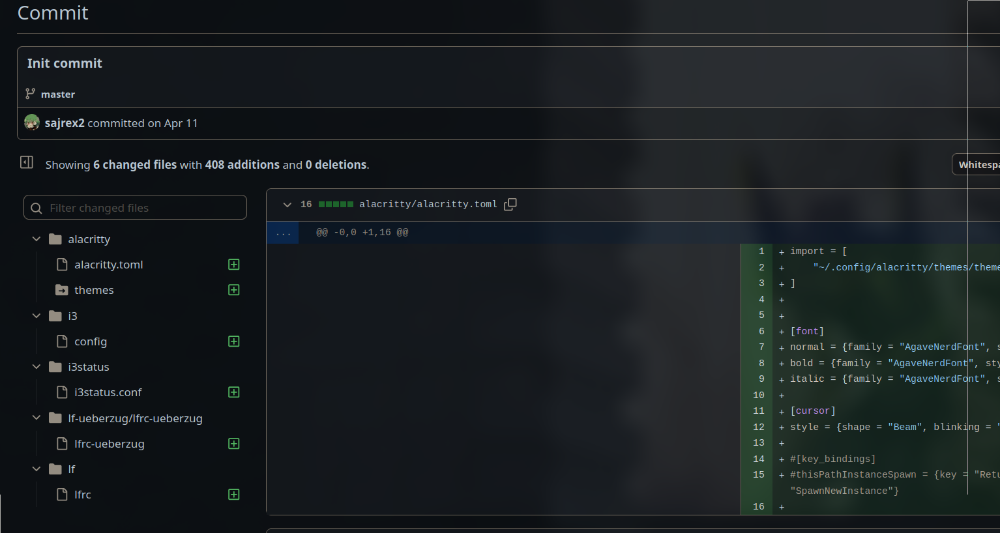 Commit
Init commit
master
sajrex2 committed on Apr 11
Showing 6 changed files with 408 additions and 0 deletions.
Filter changed files
alacritty
alacritty.toml
themes
i3
config
i3status
i3status.conf
lf-ueberzug/lfrc-ueberzug
lfrc-ueberzug
lf
lfrc
16 alacritty/alacritty.toml
... @@ -0,0 +1,16 @@
1 + import = [
2 + "~/.config/alacritty/themes/theme
3 + ]
4 +
5 +
6 + [font]
7 + normal = {family = "AgaveNerdFont", s
8 + bold = {family = "AgaveNerdFont", sty
9 + italic = {family = "AgaveNerdFont", s
10 +
11 + [cursor]
12 + style = {shape = "Beam", blinking = "
13 +
14 + #[key_bindings]
15 + #thisPathInstanceSpawn = {key = "Retu
"SpawnNewInstance"}
16 +